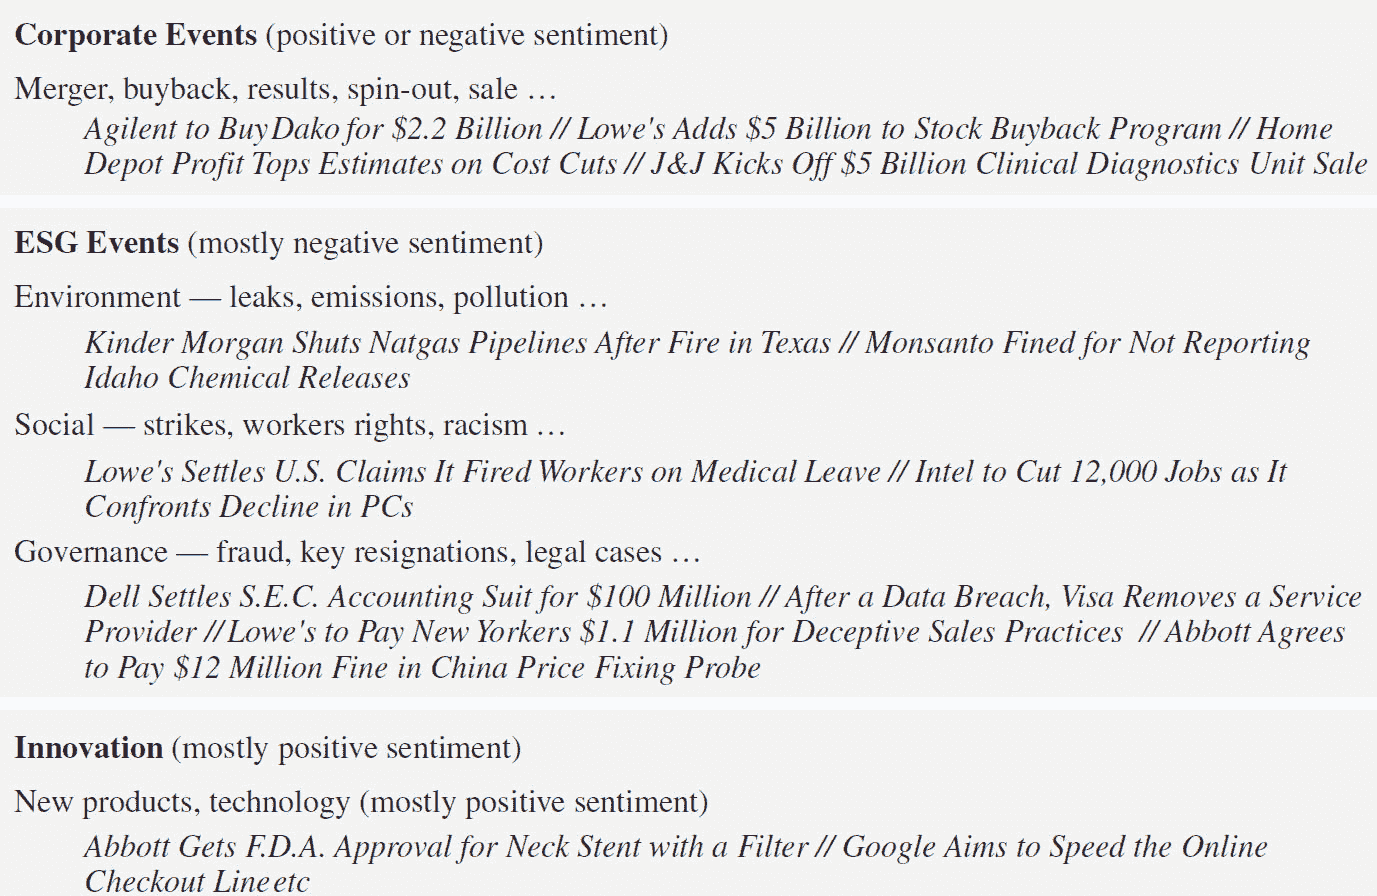 Corporate Events (positive or negative sentiment)
Merger, buyback, results, spin-out, sale …
Agilent to Buy Dako for $2.2 Billion // Lowe's Adds $5 Billion to Stock Buyback Program // Home
Depot Profit Tops Estimates on Cost Cuts // J&J Kicks Off $5 Billion Clinical Diagnostics Unit Sale
ESG Events (mostly negative sentiment)
Environment — leaks, emissions, pollution …
Kinder Morgan Shuts Natgas Pipelines After Fire in Texas // Monsanto Fined for Not Reporting
Idaho Chemical Releases
Social — strikes, workers rights, racism …
Lowe's Settles U.S. Claims It Fired Workers on Medical Leave // Intel to Cut 12,000 Jobs as It
Confronts Decline in PCs
Governance — fraud, key resignations, legal cases …
Dell Settles S.E.C. Accounting Suit for $100 Million // After a Data Breach, Visa Removes a Service
Provider // Lowe's to Pay New Yorkers $1.1 Million for Deceptive Sales Practices // Abbott Agrees
to Pay $12 Million Fine in China Price Fixing Probe
Innovation (mostly positive sentiment)
New products, technology (mostly positive sentiment)
Abbott Gets F.D.A. Approval for Neck Stent with a Filter // Google Aims to Speed the Online
Checkout Line etc